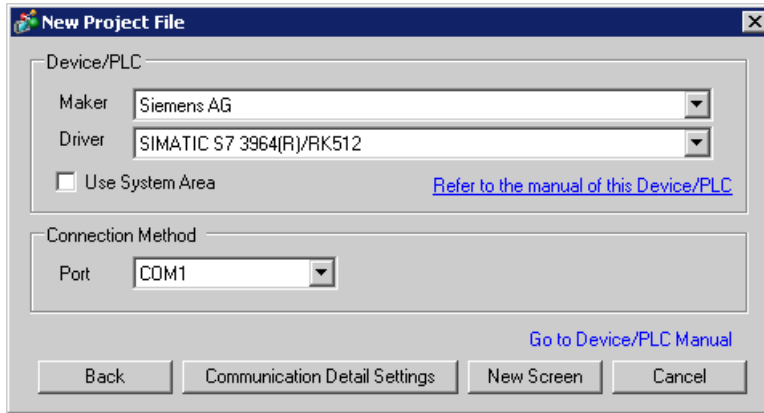 New Project File
Device/PLC
Maker Siemens AG
Driver SIMATIC S7 3964(R)/RK512
Use System Area Refer to the manual of this Device/PLC
Connection Method
Port COM1
Go to Device/PLC Manual
Back Communication Detail Settings New Screen Cancel